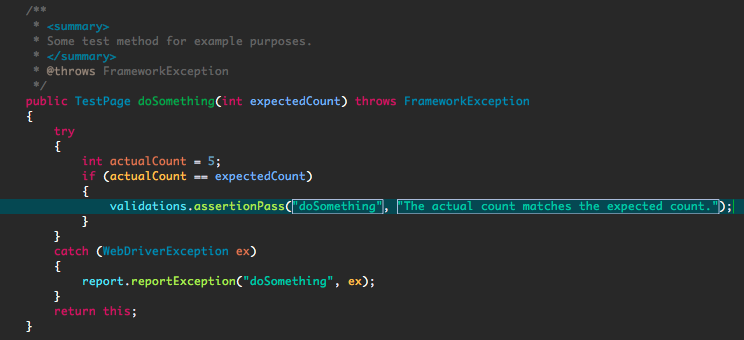 /**
 * <summary>
 * Some test method for example purposes.
 * </summary>
 * @throws FrameworkException
 */
public TestPage doSomething(int expectedCount) throws FrameworkException
{
    try
    {
        int actualCount = 5;
        if (actualCount == expectedCount)
        {
            validations.assertionPass("doSomething", "The actual count matches the expected count.");
        }
    }
    catch (WebDriverException ex)
    {
        report.reportException("doSomething", ex);
    }
    return this;
}